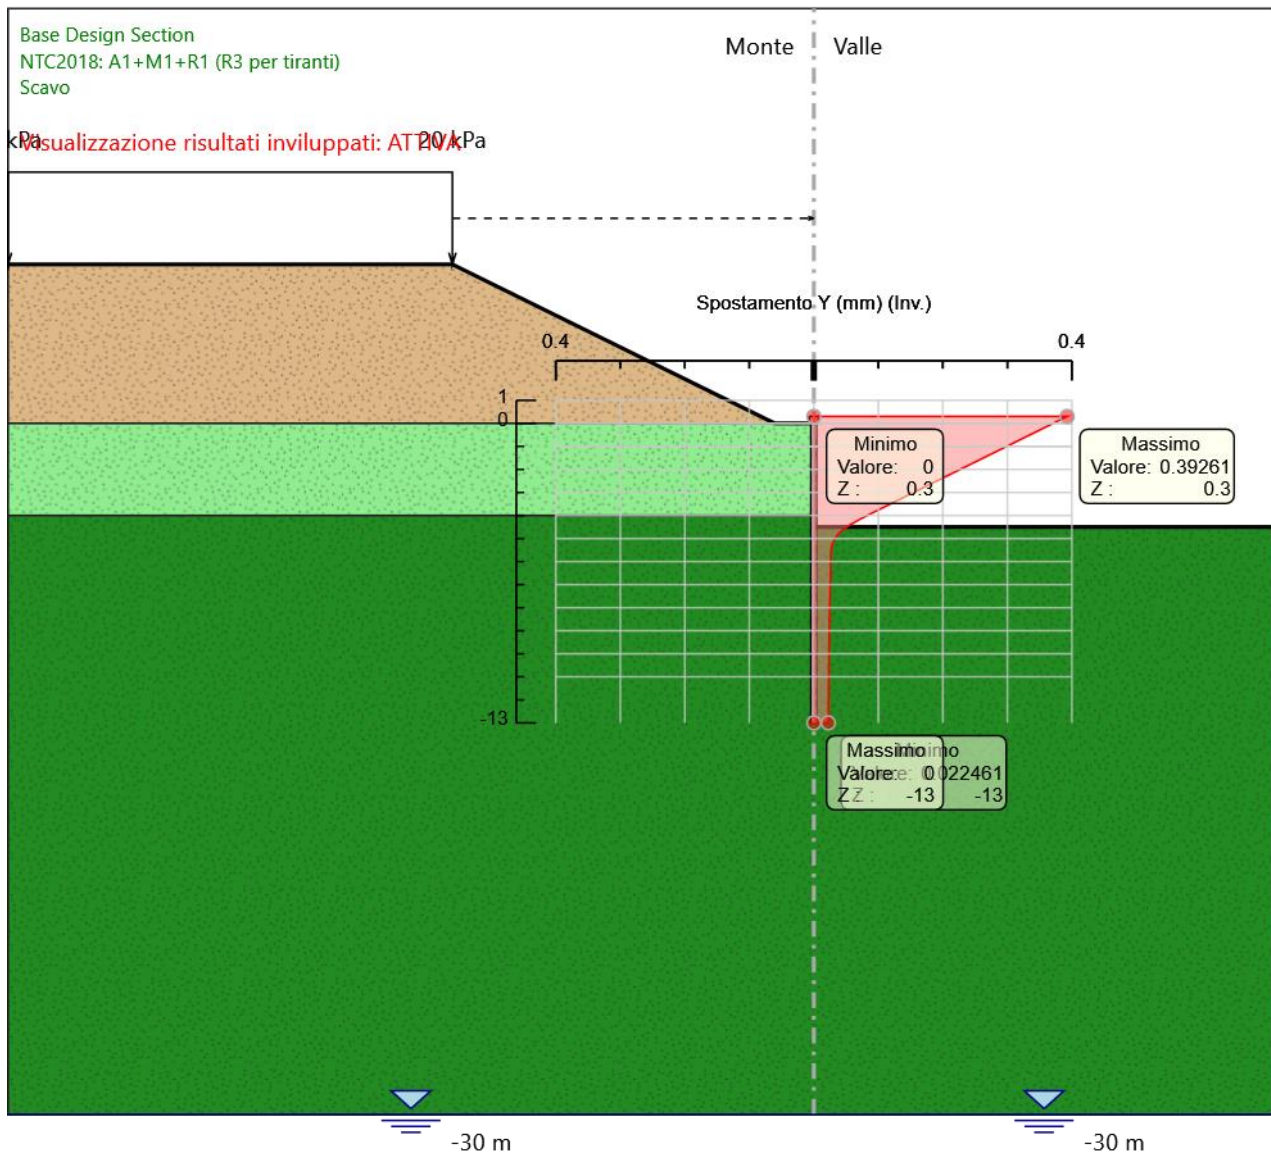 Base Design Section
NTC2018: A1+M1+R1 (R3 per tiranti)
Scavo
Monte
Valle
kPa
Visualizzazione risultati inviluppati: ATTIVA
20 kPa
Spostamento Y (mm) (Inv.)
0.4
0.4
1
0
Minimo
Valore: 0
Z : 0.3
Massimo
Valore: 0.39261
Z : 0.3
-13
Massimo
Valore: 0
Z : -13
Minimo
Valore: 0.022461
Z : -13
-30 m
-30 m